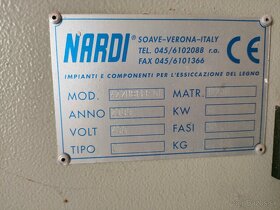 NARDI
SOAVE-VERONA-ITALY
TEL. 045/6102088 r.a.
FAX 045/6101366
CE
IMPIANTI E COMPONENTI PER L'ESSICCAZIONE DEL LEGNO
MOD. MATR.
ANNO KW
VOLT FASI
TIPO KG